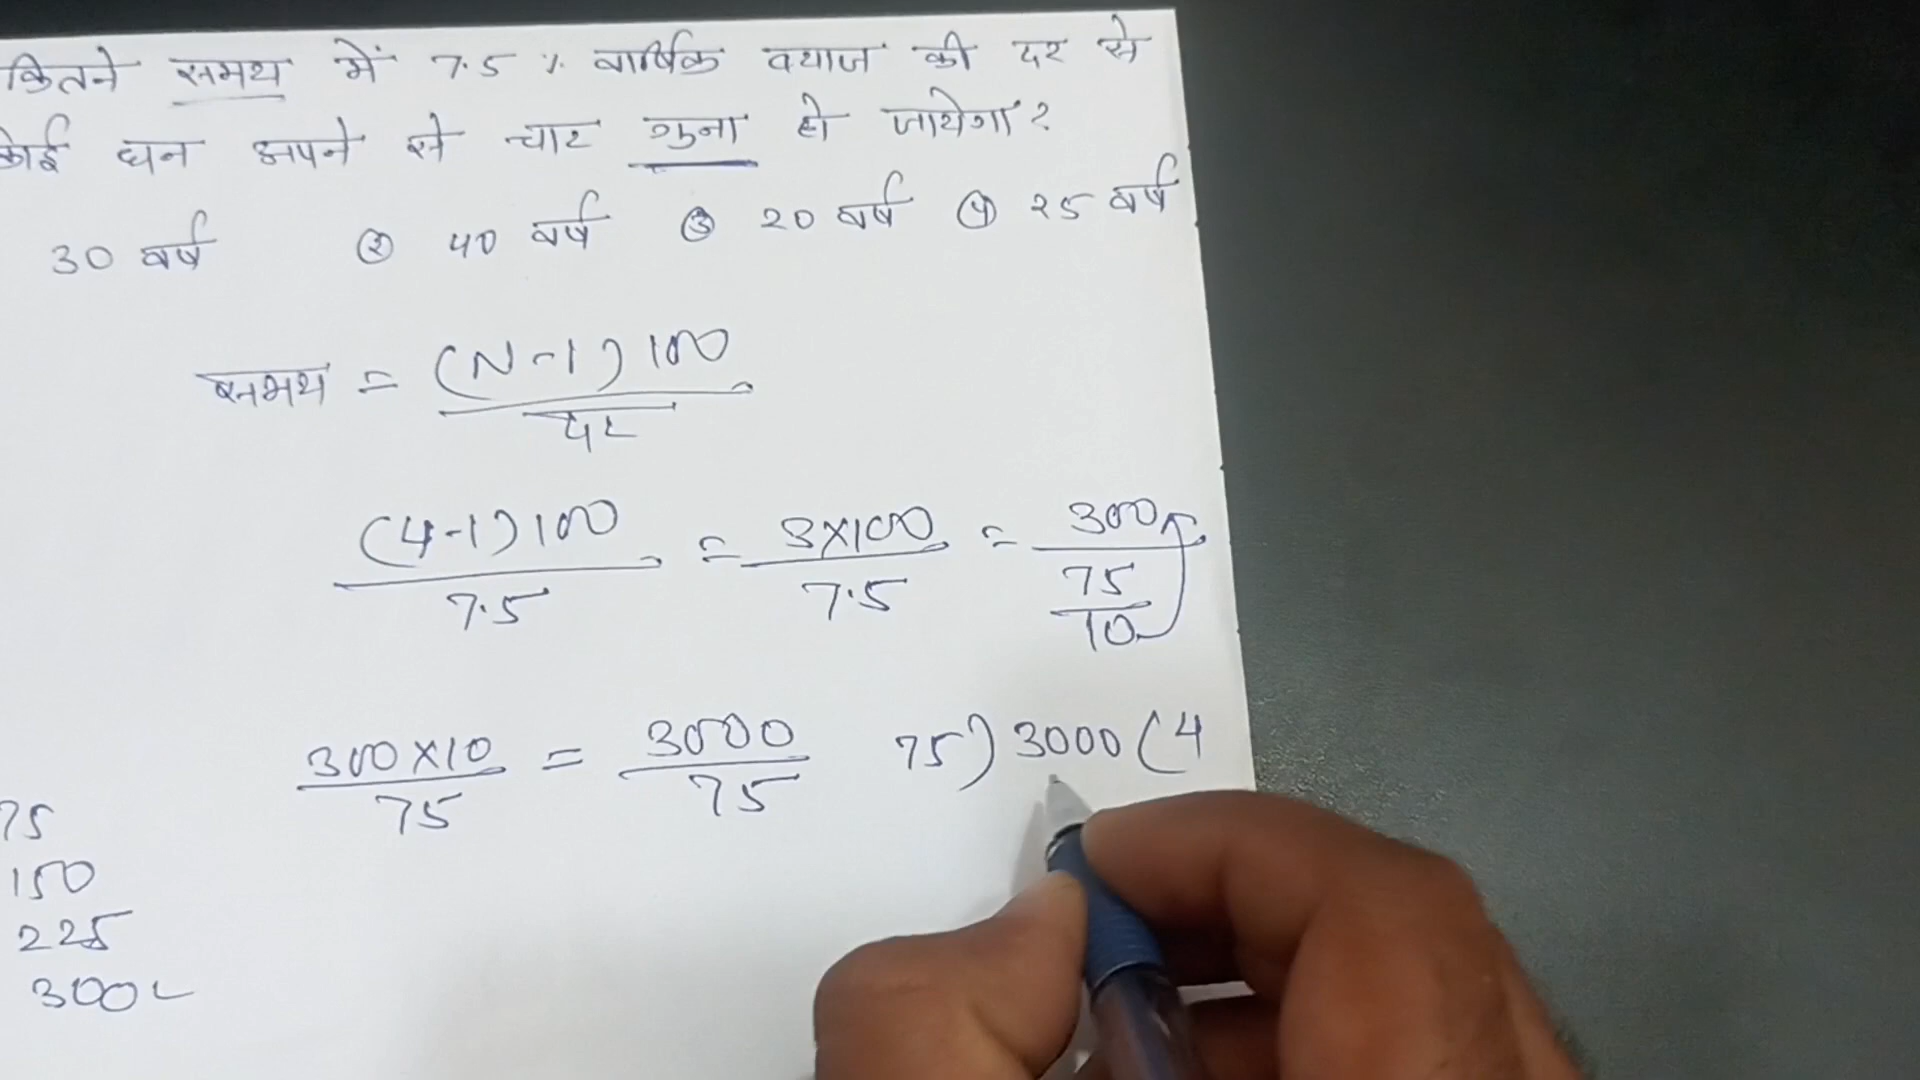 कितने समय में 7.5 % वार्षिक वयाज की दर से
कोई धन अपने से चार गुना हो जायेगा ?
30 वर्ष ② 40 वर्ष ③ 20 वर्ष ④ 25 वर्ष
समय = (N-1) 100 / दर
(4-1) 100 / 7.5 = 3×100 / 7.5 = 300 / 75 / 10
300×10 / 75 = 3000 / 75 75) 3000 (4
75
150
225
300